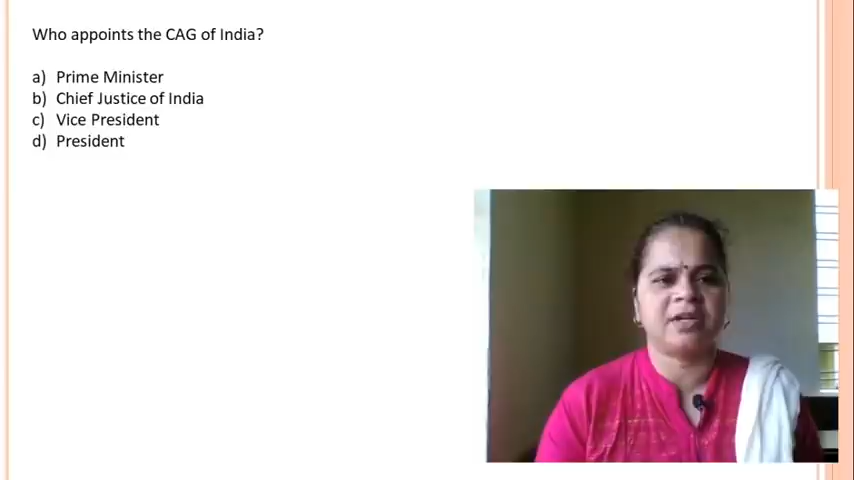 Who appoints the CAG of India?
a) Prime Minister
b) Chief Justice of India
c) Vice President
d) President